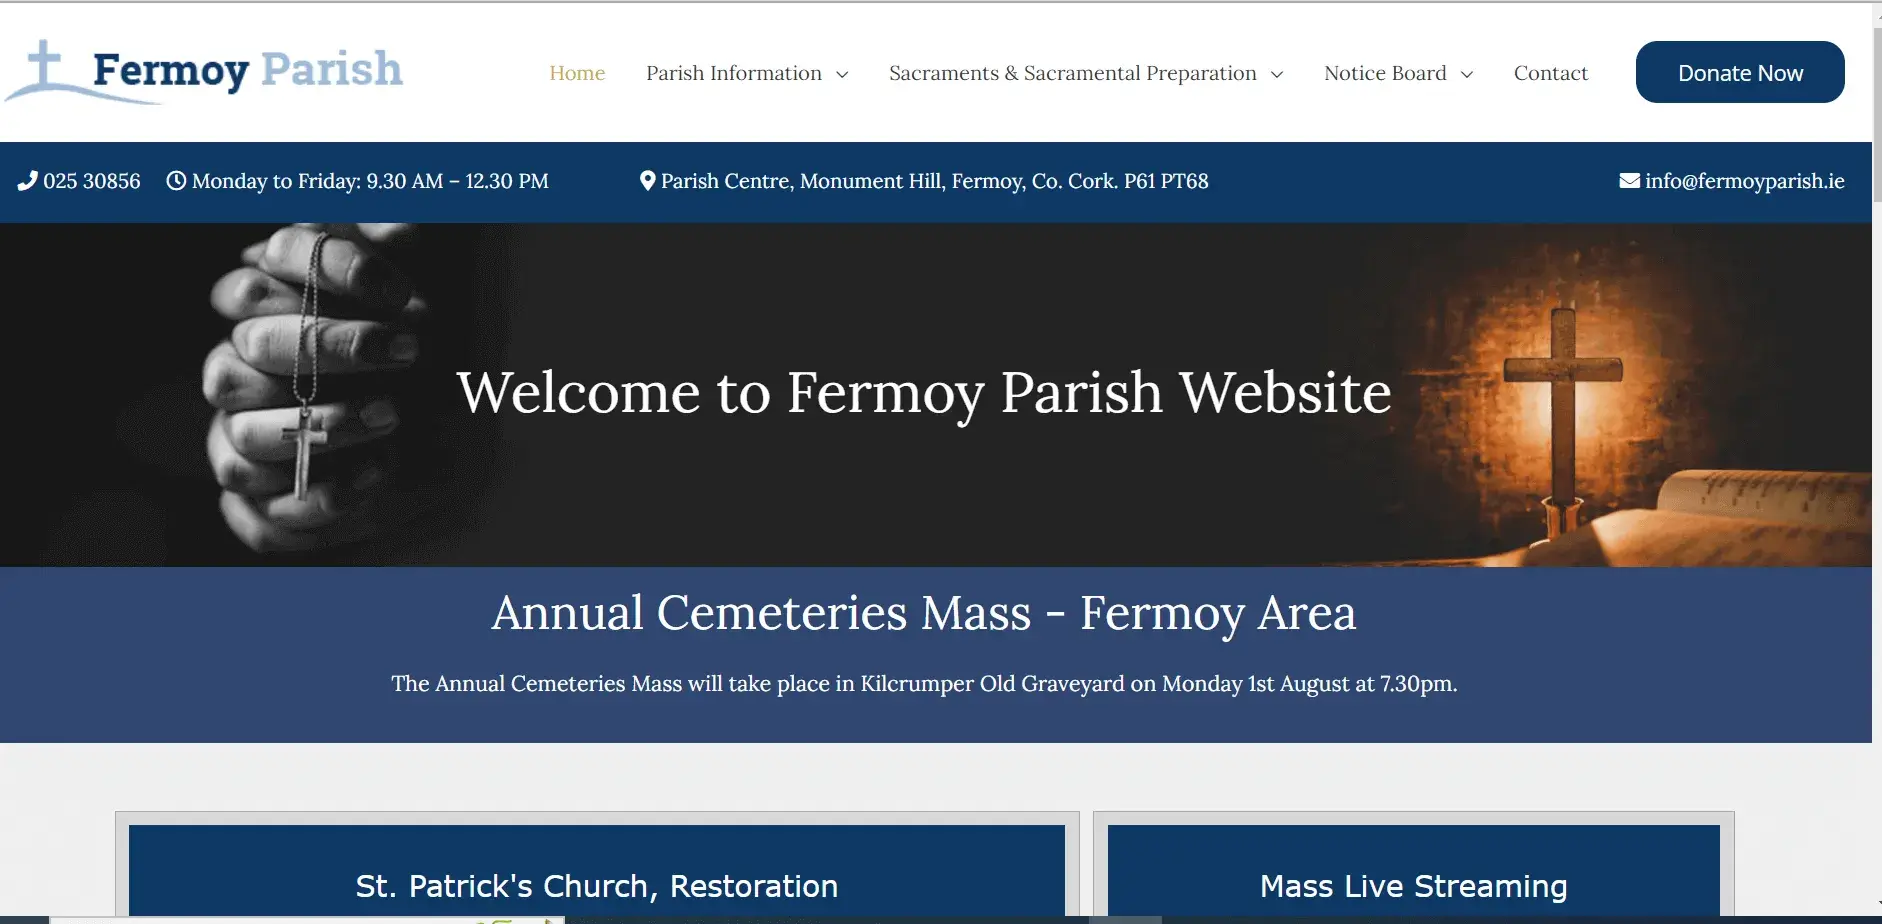 Fermoy Parish
Home Parish Information Sacraments & Sacramental Preparation Notice Board Contact Donate Now
025 30856 Monday to Friday: 9.30 AM – 12.30 PM Parish Centre, Monument Hill, Fermoy, Co. Cork. P61 PT68 info@fermoyparish.ie
Welcome to Fermoy Parish Website
Annual Cemeteries Mass - Fermoy Area
The Annual Cemeteries Mass will take place in Kilcrumper Old Graveyard on Monday 1st August at 7.30pm.
St. Patrick's Church, Restoration
Mass Live Streaming